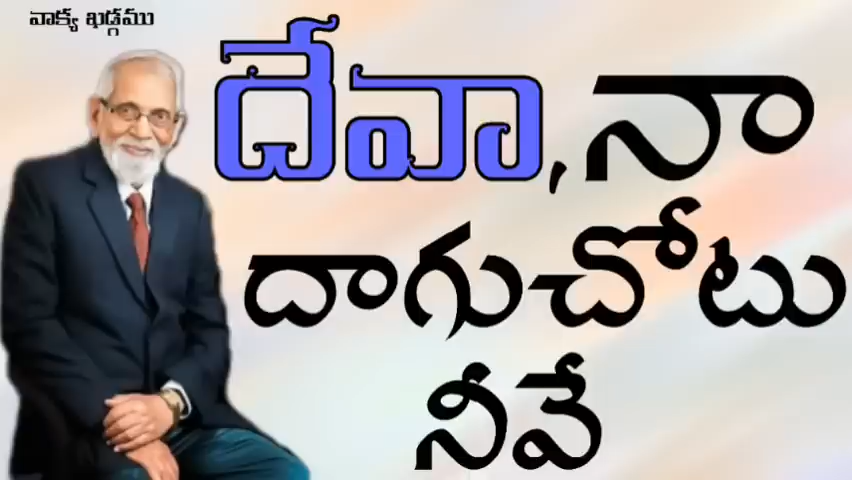 వాక్య ఖడ్గము
దేవా, నా
దాగుచోటు
నీవే